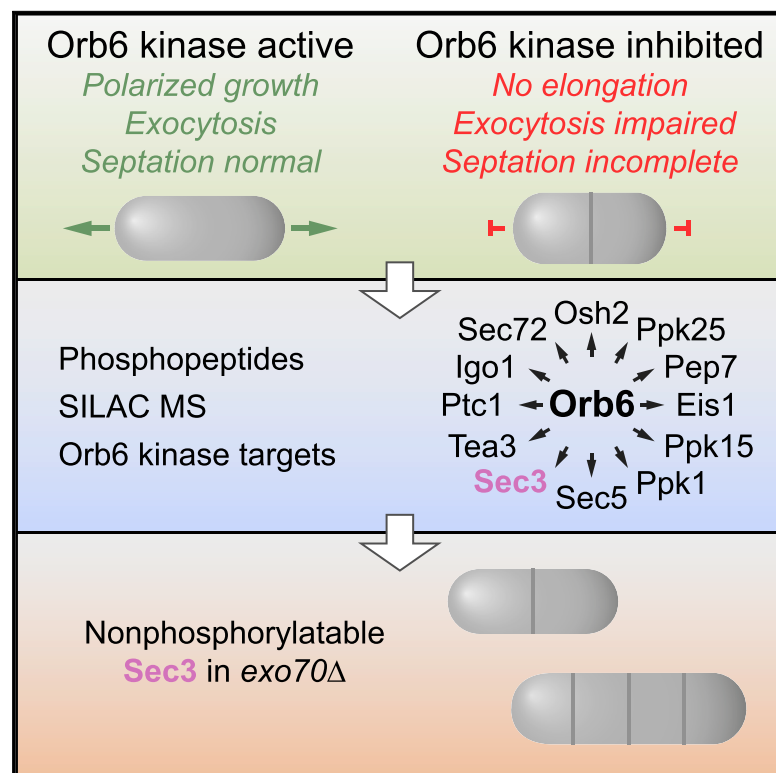 Orb6 kinase active
Polarized growth
Exocytosis
Septation normal
Orb6 kinase inhibited
No elongation
Exocytosis impaired
Septation incomplete
Phosphopeptides
SILAC MS
Orb6 kinase targets
Osh2
Sec72
Ppk25
Igo1
Pep7
Ptc1
Orb6
Eis1
Tea3
Ppk15
Sec3
Ppk1
Sec5
Nonphosphorylatable
Sec3 in exo70Δ